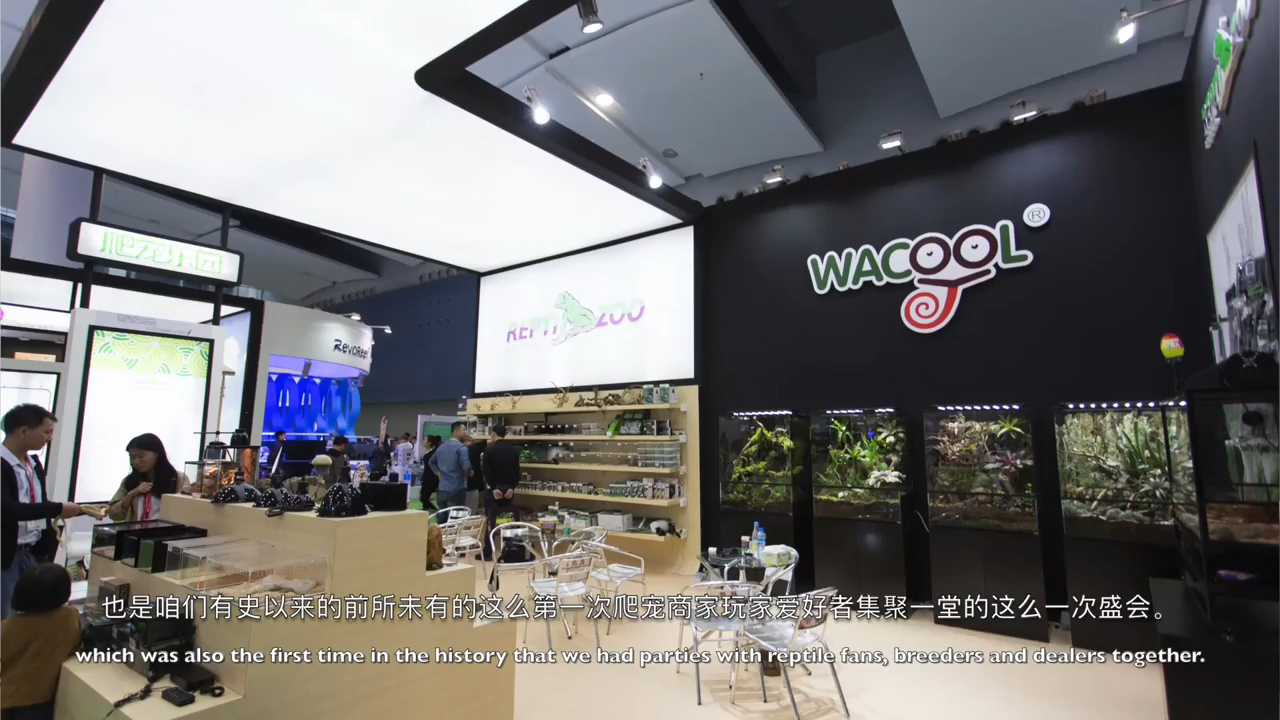 WACOOL®
爬宠乐园
REPTI ZOO
RevoReef
也是咱们有史以来的前所未有的这么第一次爬宠商家玩家爱好者集聚一堂的这么一次盛会。
which was also the first time in the history that we had parties with reptile fans, breeders and dealers together.